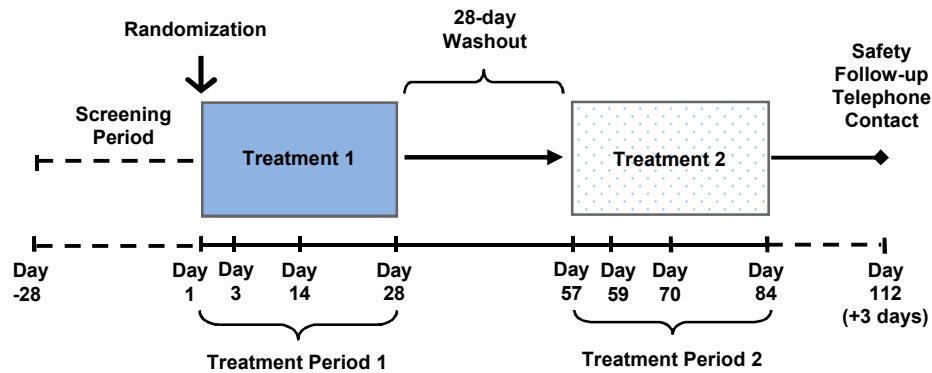 Randomization
28-day
Washout
Safety
Follow-up
Telephone
Contact
Screening
Period
Treatment 1
Treatment 2
Day
-28
Day
1
Day
3
Day
14
Day
28
Day
57
Day
59
Day
70
Day
84
Day
112
(+3 days)
Treatment Period 1
Treatment Period 2